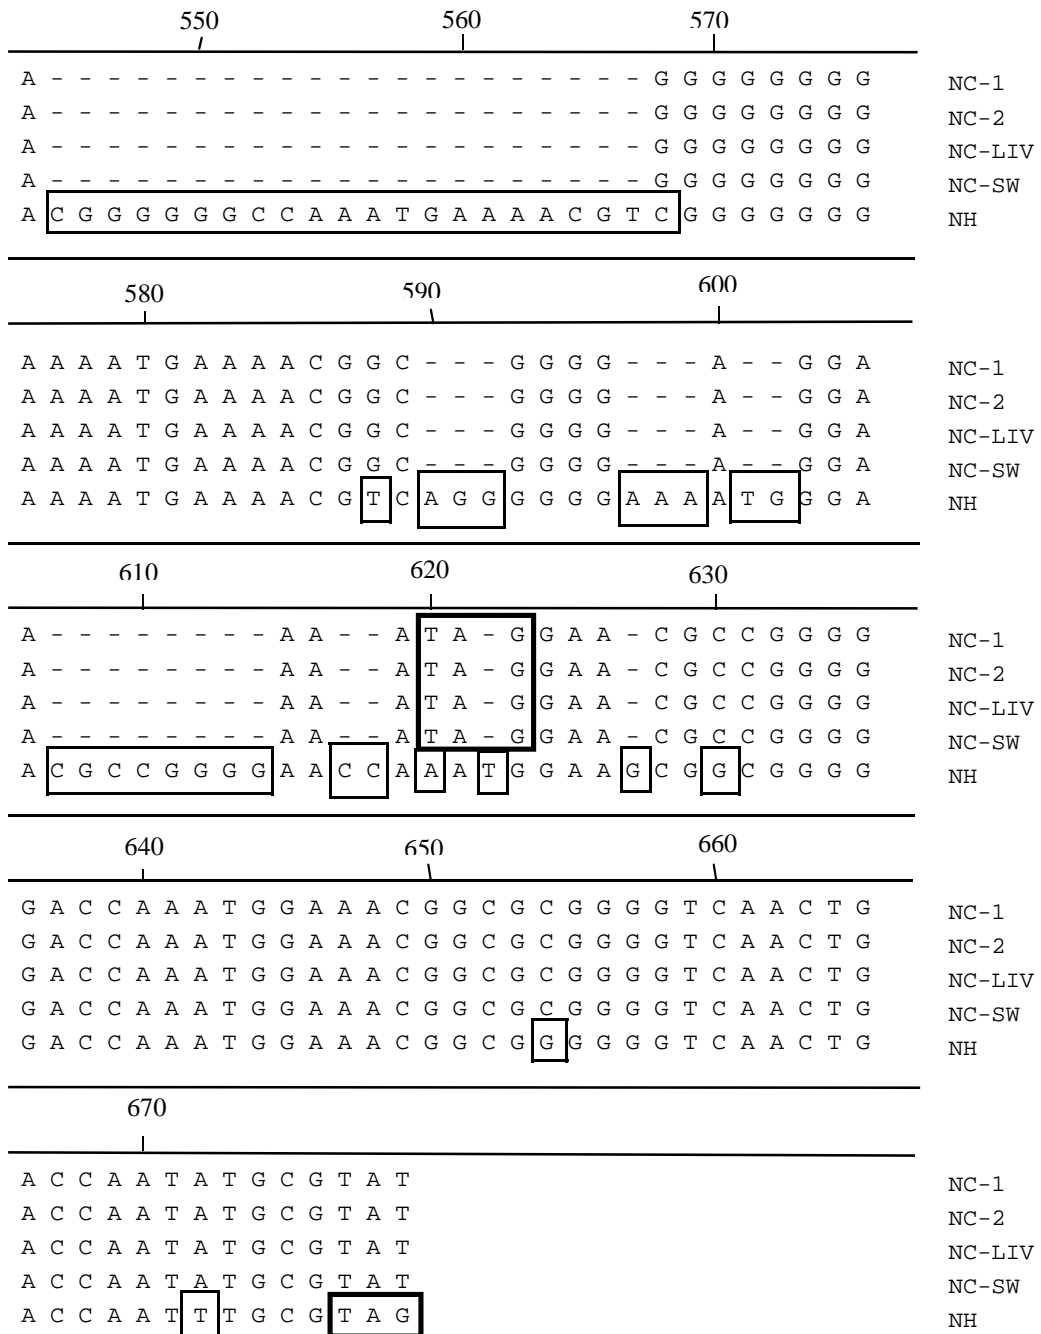 550 560 570
A - - - - - - - - - - - - - - - - - - - - - G G G G G G G G NC-1
A - - - - - - - - - - - - - - - - - - - - - G G G G G G G G NC-2
A - - - - - - - - - - - - - - - - - - - - - G G G G G G G G NC-LIV
A - - - - - - - - - - - - - - - - - - - - - G G G G G G G G NC-SW
A C G G G G G G C C A A A T G A A A A C G T C G G G G G G G NH
580 590 600
A A A A T G A A A A C G G C - - - G G G G - - - A - - G G A NC-1
A A A A T G A A A A C G G C - - - G G G G - - - A - - G G A NC-2
A A A A T G A A A A C G G C - - - G G G G - - - A - - G G A NC-LIV
A A A A T G A A A A C G G C - - - G G G G - - - A - - G G A NC-SW
A A A A T G A A A A C G T C A G G G G G G A A A A T G G G A NH
610 620 630
A - - - - - - - - A A - - A T A - G G A A - C G C C G G G G NC-1
A - - - - - - - - A A - - A T A - G G A A - C G C C G G G G NC-2
A - - - - - - - - A A - - A T A - G G A A - C G C C G G G G NC-LIV
A - - - - - - - - A A - - A T A - G G A A - C G C C G G G G NC-SW
A C G C C G G G G A A C C A A A T G G A A G C G G C G G G G NH
640 650 660
G A C C A A A T G G A A A C G G C G C G G G G T C A A C T G NC-1
G A C C A A A T G G A A A C G G C G C G G G G T C A A C T G NC-2
G A C C A A A T G G A A A C G G C G C G G G G T C A A C T G NC-LIV
G A C C A A A T G G A A A C G G C G C G G G G T C A A C T G NC-SW
G A C C A A A T G G A A A C G G C G G G G G G T C A A C T G NH
670
A C C A A T A T G C G T A T NC-1
A C C A A T A T G C G T A T NC-2
A C C A A T A T G C G T A T NC-LIV
A C C A A T A T G C G T A T NC-SW
A C C A A T T T G C G T A G NH